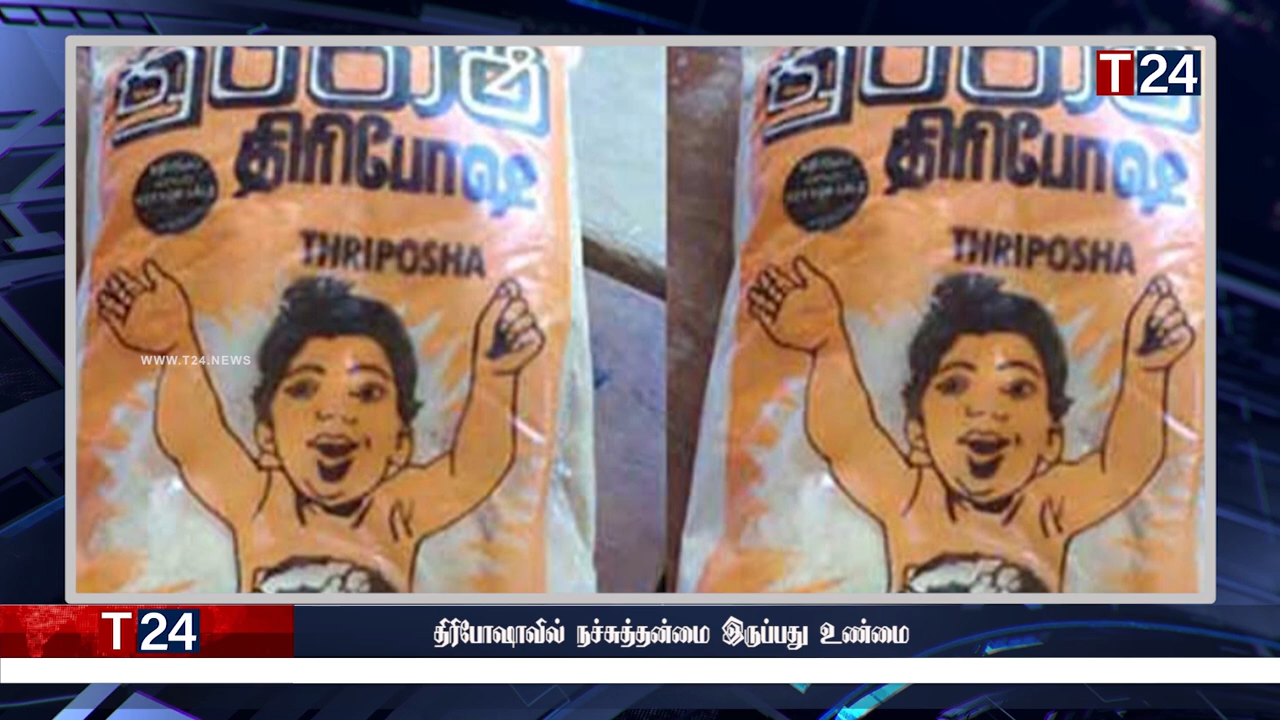 T24
திரிபோஷ
THRIPOSHA
திரிபோஷ
THRIPOSHA
WWW.T24.NEWS
T24
திரிபோஷாவில் நச்சுத்தன்மை இருப்பது உண்மை